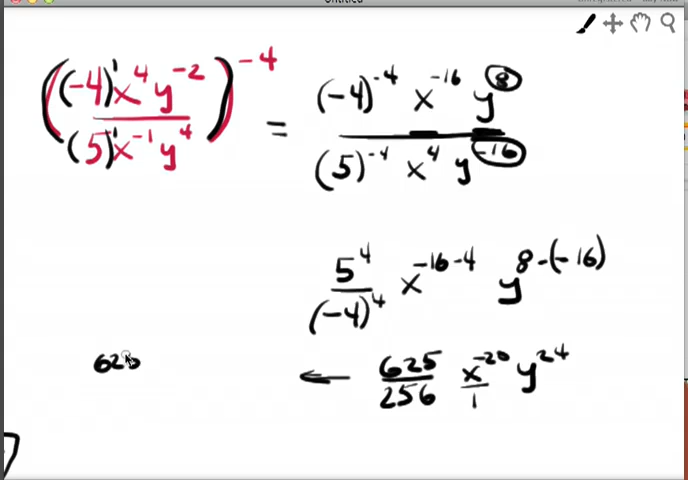 ((-4)¹x⁴y⁻² / (5)¹x⁻¹y⁴)⁻⁴ = (-4)⁻⁴ x⁻¹⁶ y⁸ / (5)⁻⁴ x⁴ y⁻¹⁶
5⁴ / (-4)⁴ x⁻¹⁶⁻⁴ y⁸⁻⁽⁻¹⁶⁾
625 ← 625 / 256 x⁻²⁰ / 1 y²⁴